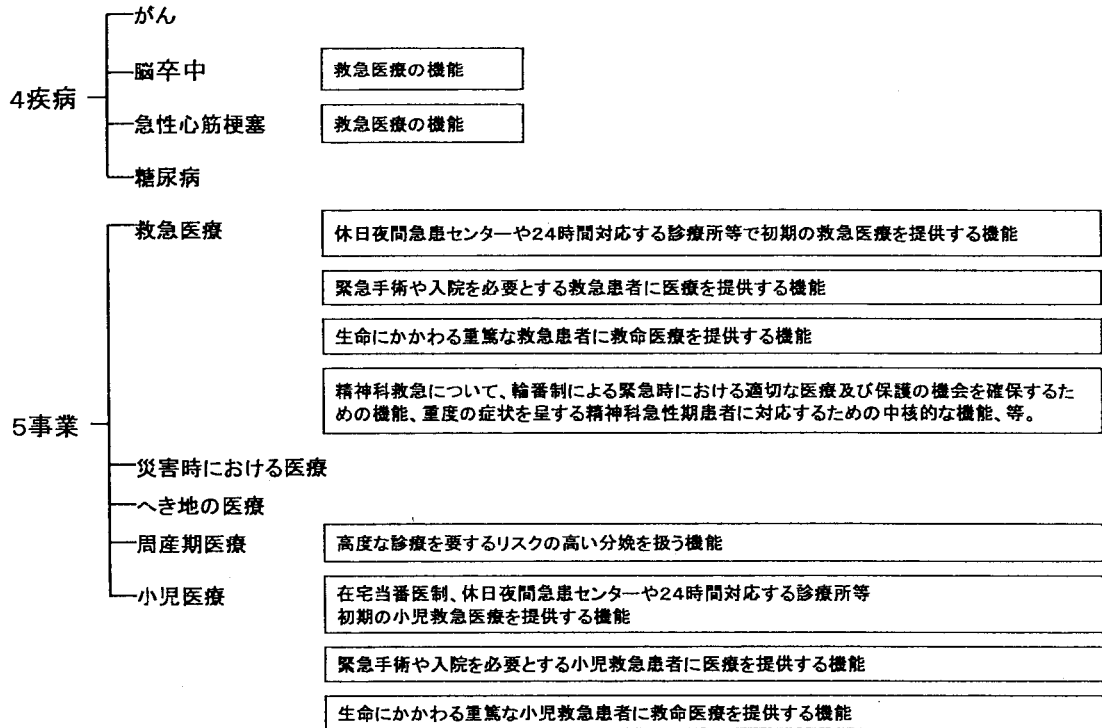 がん
脳卒中
救急医療の機能
4疾病
急性心筋梗塞
救急医療の機能
糖尿病
救急医療
休日夜間急患センターや24時間対応する診療所等で初期の救急医療を提供する機能
緊急手術や入院を必要とする救急患者に医療を提供する機能
生命にかかわる重篤な救急患者に救命医療を提供する機能
精神科救急について、輪番制による緊急時における適切な医療及び保護の機会を確保するた
めの機能、重度の症状を呈する精神科急性期患者に対応するための中核的な機能、等。
5事業
災害時における医療
へき地の医療
周産期医療
高度な診療を要するリスクの高い分娩を扱う機能
小児医療
在宅当番医制、休日夜間急患センターや24時間対応する診療所等
初期の小児救急医療を提供する機能
緊急手術や入院を必要とする小児救急患者に医療を提供する機能
生命にかかわる重篤な小児救急患者に救命医療を提供する機能